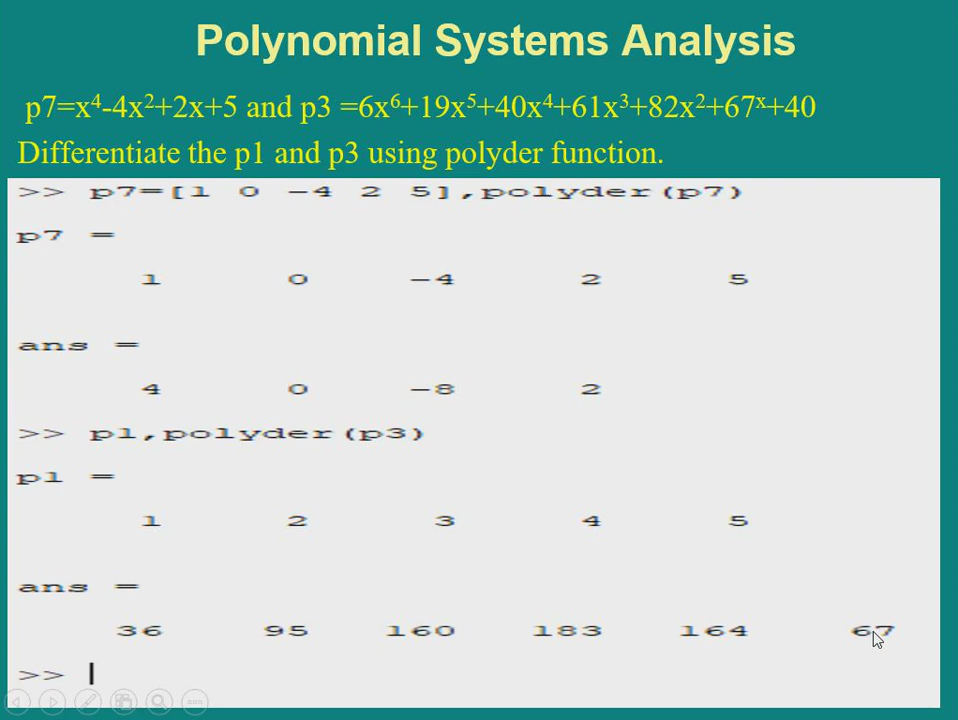 Polynomial Systems Analysis
p7=x⁴-4x²+2x+5 and p3 =6x⁶+19x⁵+40x⁴+61x³+82x²+67ˣ+40
Differentiate the p1 and p3 using polyder function.
>> p7=[1 0 -4 2 5],polyder(p7)
p7 =
1 0 -4 2 5
ans =
4 0 -8 2
>> p1,polyder(p3)
p1 =
1 2 3 4 5
ans =
36 95 160 183 164 67
>>